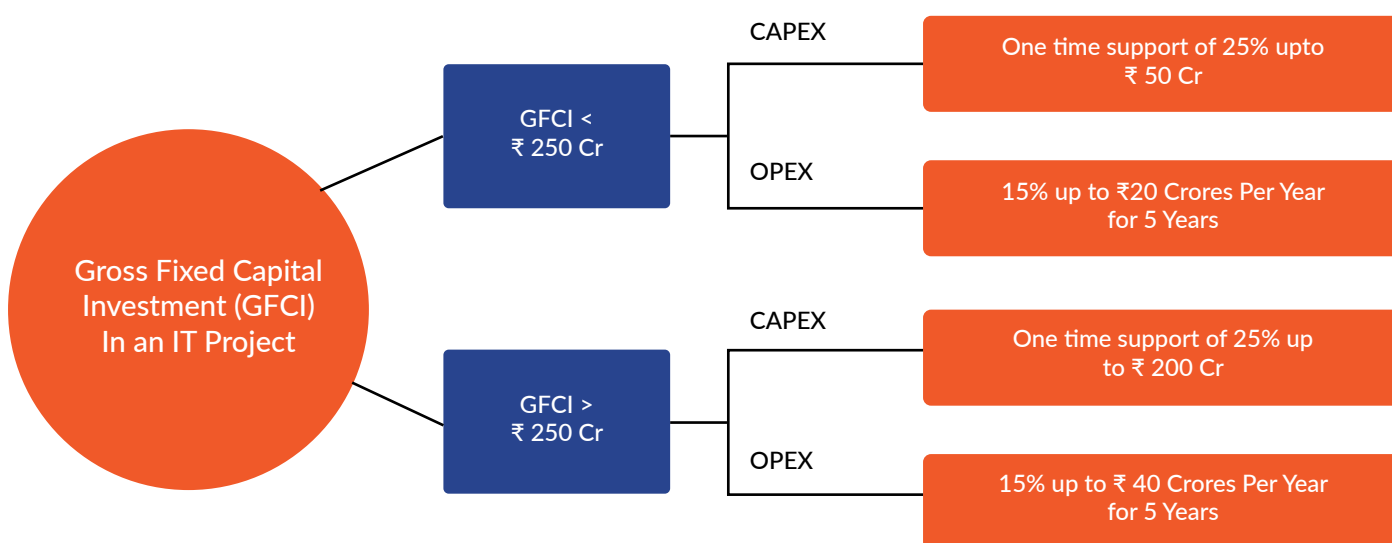 Gross Fixed Capital
Investment (GFCI)
In an IT Project
GFCI <
₹ 250 Cr
CAPEX
One time support of 25% upto
₹ 50 Cr
OPEX
15% up to ₹20 Crores Per Year
for 5 Years
GFCI >
₹ 250 Cr
CAPEX
One time support of 25% up
to ₹ 200 Cr
OPEX
15% up to ₹ 40 Crores Per Year
for 5 Years